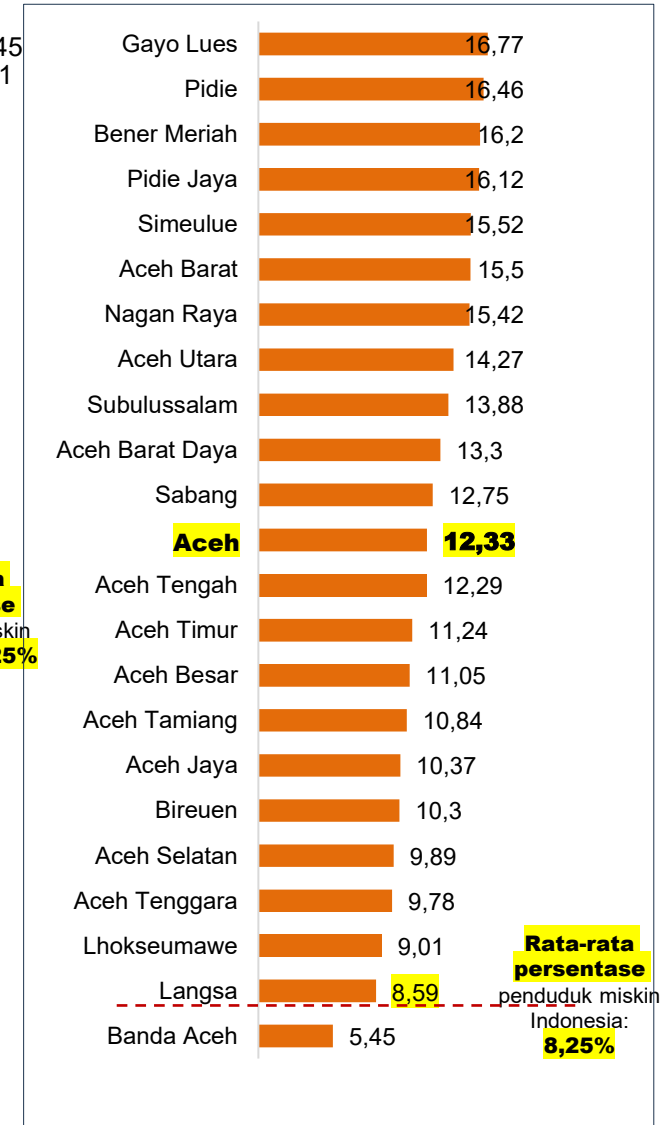 45
1
Gayo Lues 16,77
Pidie 16,46
Bener Meriah 16,2
Pidie Jaya 16,12
Simeulue 15,52
Aceh Barat 15,5
Nagan Raya 15,42
Aceh Utara 14,27
Subulussalam 13,88
Aceh Barat Daya 13,3
Sabang 12,75
Aceh 12,33
Aceh Tengah 12,29
Aceh Timur 11,24
Aceh Besar 11,05
Aceh Tamiang 10,84
Aceh Jaya 10,37
Bireuen 10,3
Aceh Selatan 9,89
Aceh Tenggara 9,78
Lhokseumawe 9,01
Langsa 8,59
Banda Aceh 5,45
Rata-rata
persentase
penduduk miskin
Indonesia:
8,25%